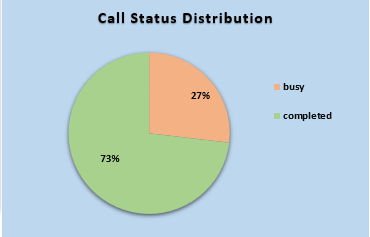 Call Status Distribution
27%
busy
completed
73%